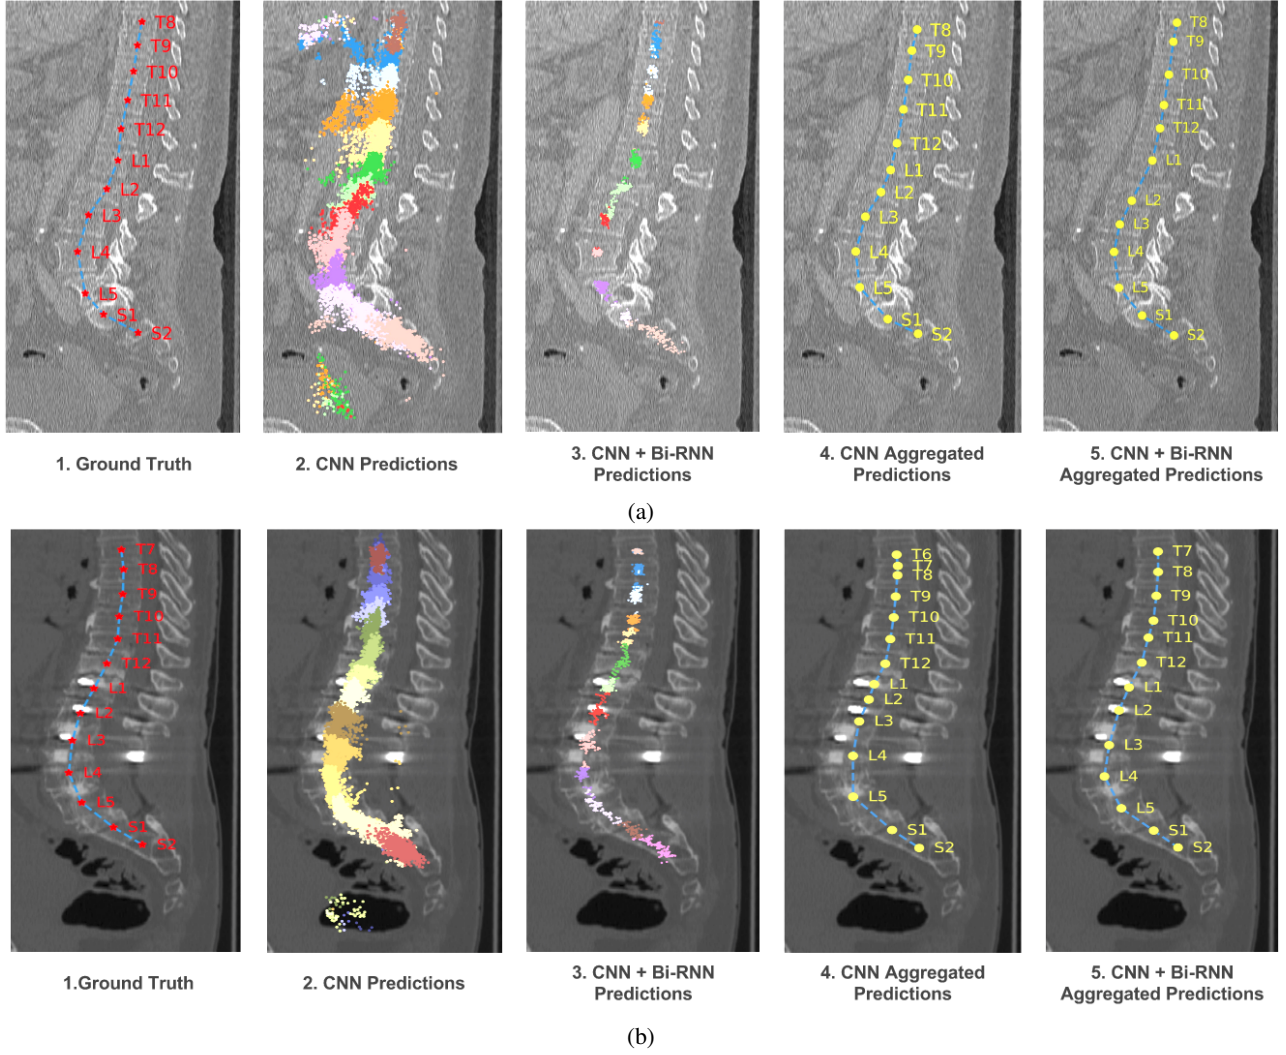 T8 T8 T8
T9 T9 T9
T10 T10 T10
T11 T11 T11
T12 T12 T12
L1 L1 L1
L2 L2 L2
L3 L3 L3
L4 L4 L4
L5 L5 L5
S1 S1 S1
S2 S2 S2
1. Ground Truth
2. CNN Predictions
3. CNN + Bi-RNN
Predictions
4. CNN Aggregated
Predictions
5. CNN + Bi-RNN
Aggregated Predictions
(a)
T6
T7 T7 T7
T8 T8 T8
T9 T9 T9
T10 T10 T10
T11 T11 T11
T12 T12 T12
L1 L1 L1
L2 L2 L2
L3 L3 L3
L4 L4 L4
L5 L5 L5
S1 S1 S1
S2 S2 S2
1.Ground Truth
2. CNN Predictions
3. CNN + Bi-RNN
Predictions
4. CNN Aggregated
Predictions
5. CNN + Bi-RNN
Aggregated Predictions
(b)